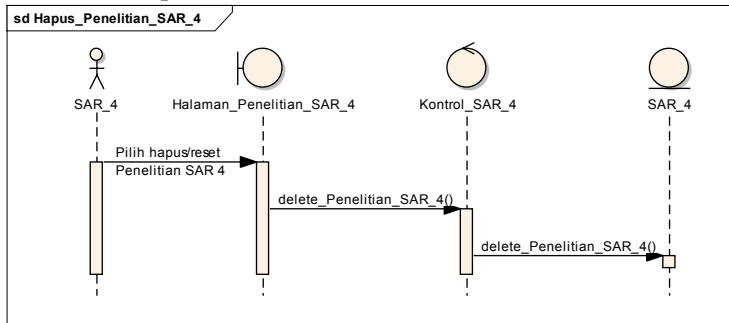 sd Hapus_Penelitian_SAR_4
SAR_4
Halaman_Penelitian_SAR_4
Kontrol_SAR_4
SAR_4
Pilih hapus/reset
Penelitian SAR 4
delete_Penelitian_SAR_4()
delete_Penelitian_SAR_4()